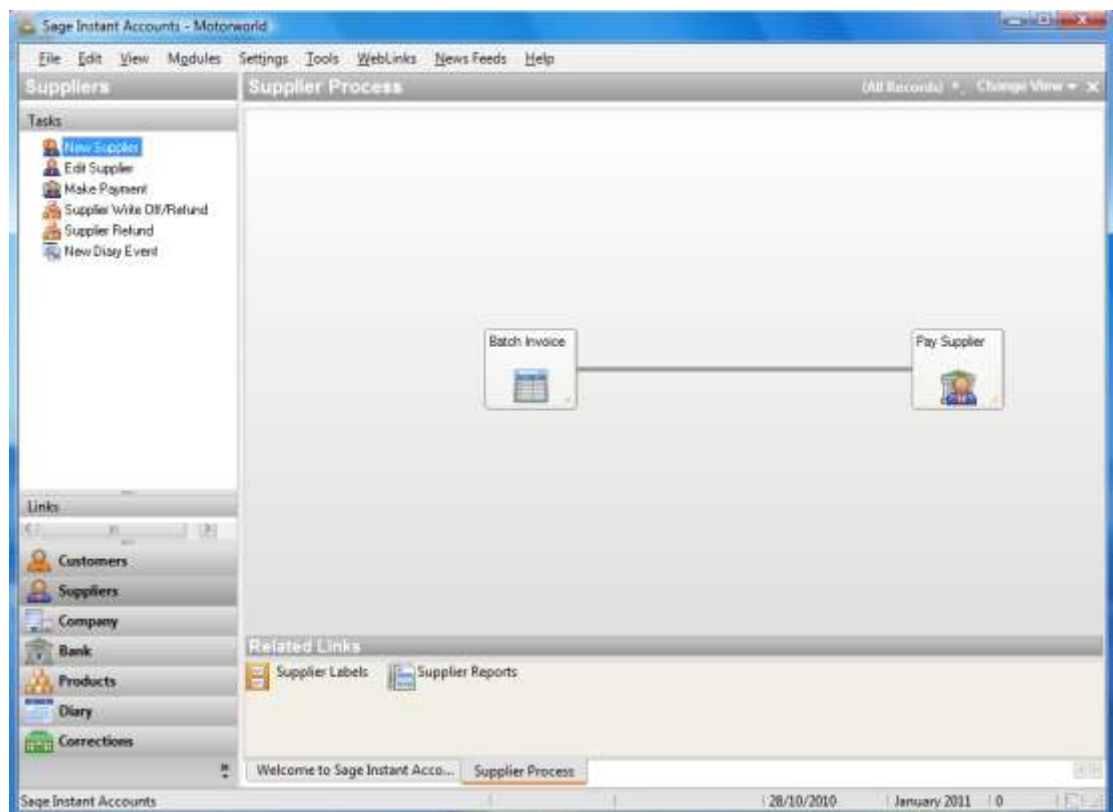 Sage Instant Accounts - Motorworld
File Edit View Modules Settings Tools WebLinks News Feeds Help
Suppliers
Supplier Process
(All Records) Change View
Tasks
New Supplier
Edit Supplier
Make Payment
Supplier Write Off/Refund
Supplier Refund
New Diary Event
Batch Invoice
Pay Supplier
Links
Customers
Suppliers
Company
Bank
Products
Diary
Corrections
Related Links
Supplier Labels Supplier Reports
Welcome to Sage Instant Acco... Supplier Process
Sage Instant Accounts 28/10/2010 January 2011 0